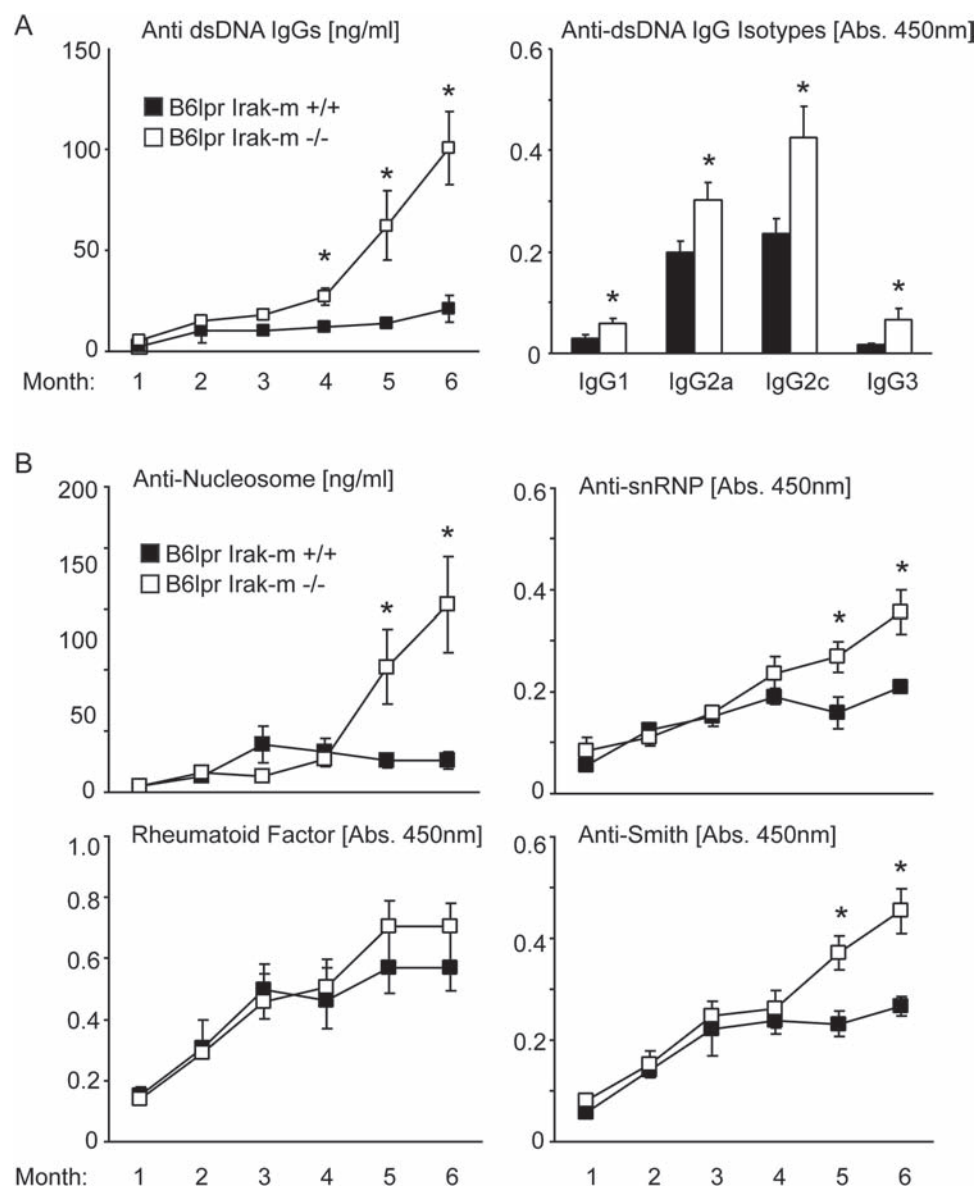 A
Anti dsDNA IgGs [ng/ml]
150
100
50
0
B6lpr Irak-m +/+
B6lpr Irak-m -/-
*
*
*
Month: 1 2 3 4 5 6
Anti-dsDNA IgG Isotypes [Abs. 450nm]
0.6
0.4
0.2
0
*
*
*
*
IgG1 IgG2a IgG2c IgG3
B
Anti-Nucleosome [ng/ml]
200
150
100
50
0
B6lpr Irak-m +/+
B6lpr Irak-m -/-
*
*
Anti-snRNP [Abs. 450nm]
0.6
0.4
0.2
0
*
*
Rheumatoid Factor [Abs. 450nm]
1.0
0.8
0.6
0.4
0.2
0
Month: 1 2 3 4 5 6
Anti-Smith [Abs. 450nm]
0.6
0.4
0.2
0
*
*
1 2 3 4 5 6